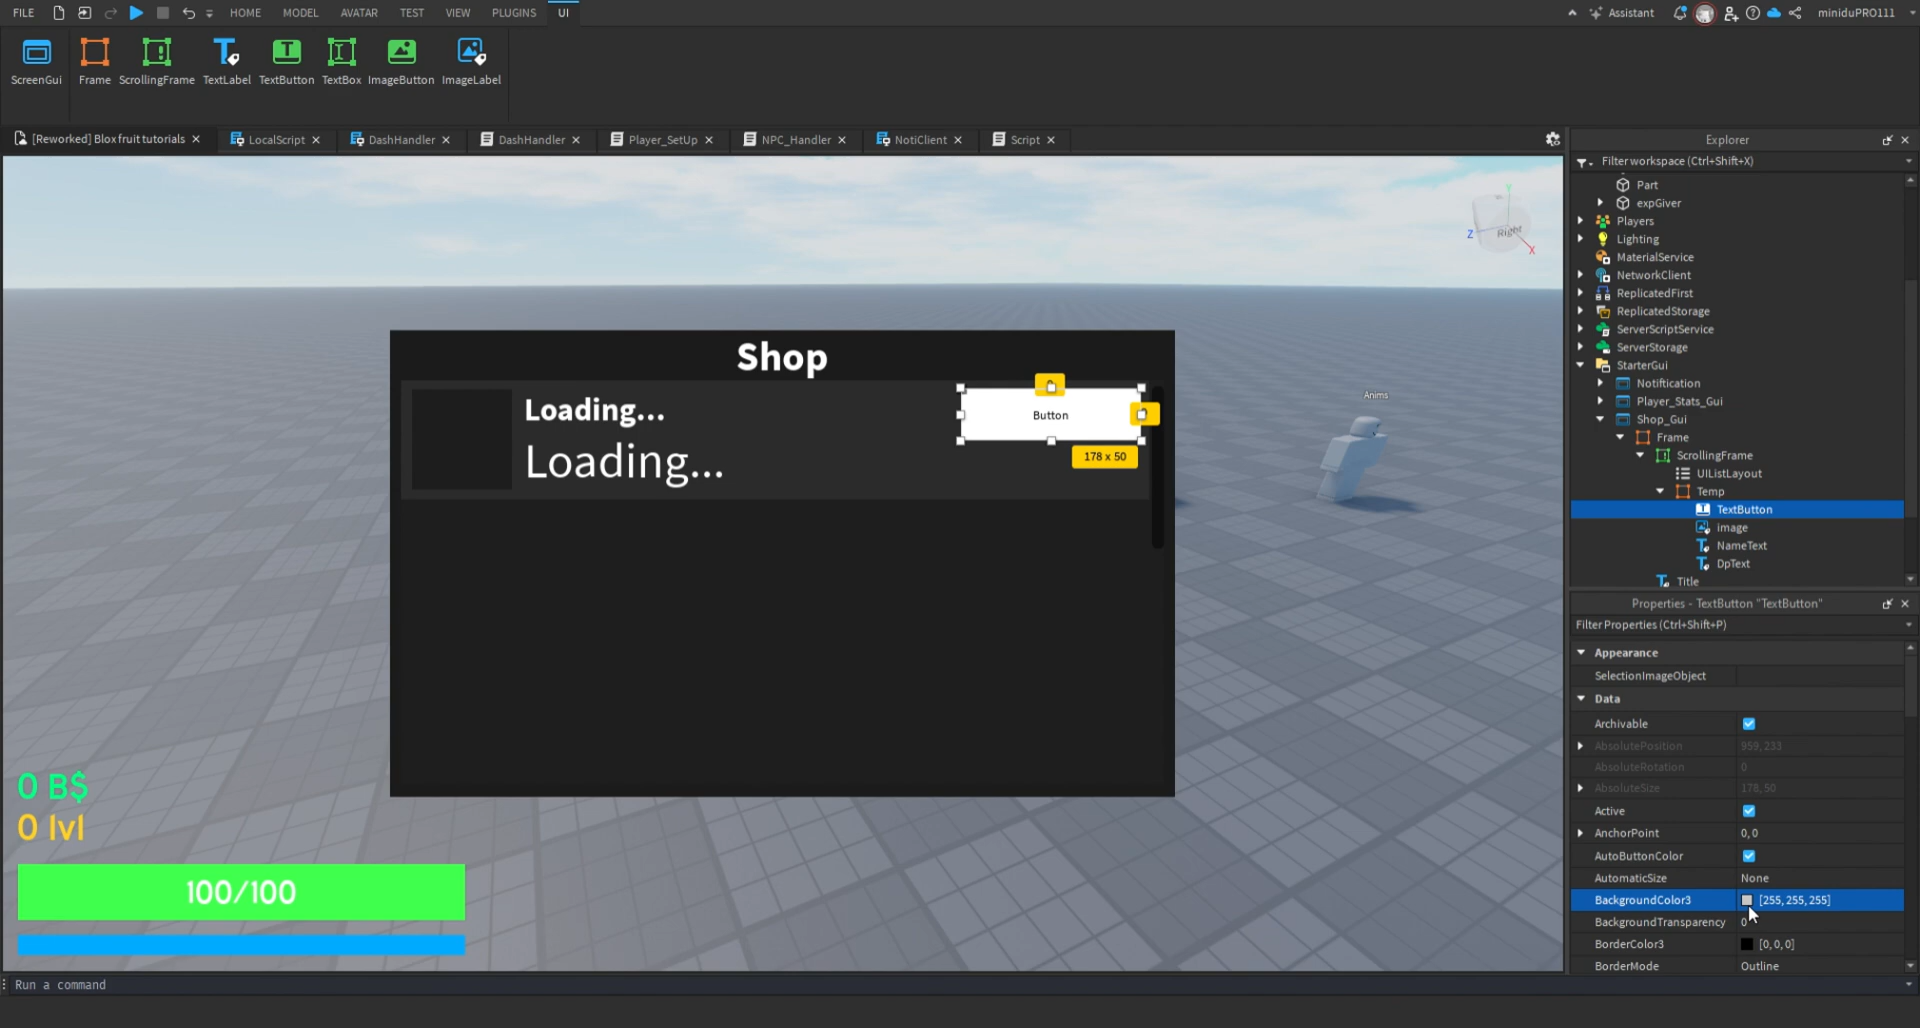 FILE HOME MODEL AVATAR TEST VIEW PLUGINS UI Assistant miniduPRO111
ScreenGui Frame ScrollingFrame TextLabel TextButton TextBox ImageButton ImageLabel
[Reworked] Blox fruit tutorials LocalScript DashHandler DashHandler Player_SetUp NPC_Handler NotiClient Script
Explorer
Filter workspace (Ctrl+Shift+X)
Part
expGiver
Players
Lighting
MaterialService
NetworkClient
ReplicatedFirst
ReplicatedStorage
ServerScriptService
ServerStorage
StarterGui
Notiftication
Player_Stats_Gui
Shop_Gui
Frame
ScrollingFrame
UIListLayout
Temp
TextButton
image
NameText
DpText
Title
Y
Z
Right
X
Shop
Loading...
Button
Loading...
178 x 50
Anims
0 B$
0 lvl
100/100
Properties - TextButton "TextButton"
Filter Properties (Ctrl+Shift+P)
Appearance
SelectionImageObject
Data
Archivable
AbsolutePosition 959, 233
AbsoluteRotation 0
AbsoluteSize 178, 50
Active
AnchorPoint 0, 0
AutoButtonColor
AutomaticSize None
BackgroundColor3 [255, 255, 255]
BackgroundTransparency 0
BorderColor3 [0, 0, 0]
BorderMode Outline
Run a command